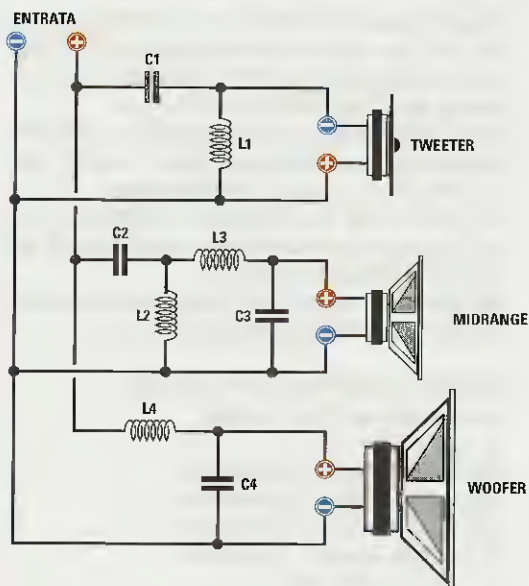 ENTRATA
C1
L1
TWEETER
C2
L3
L2
C3
MIDRANGE
L4
C4
WOOFER